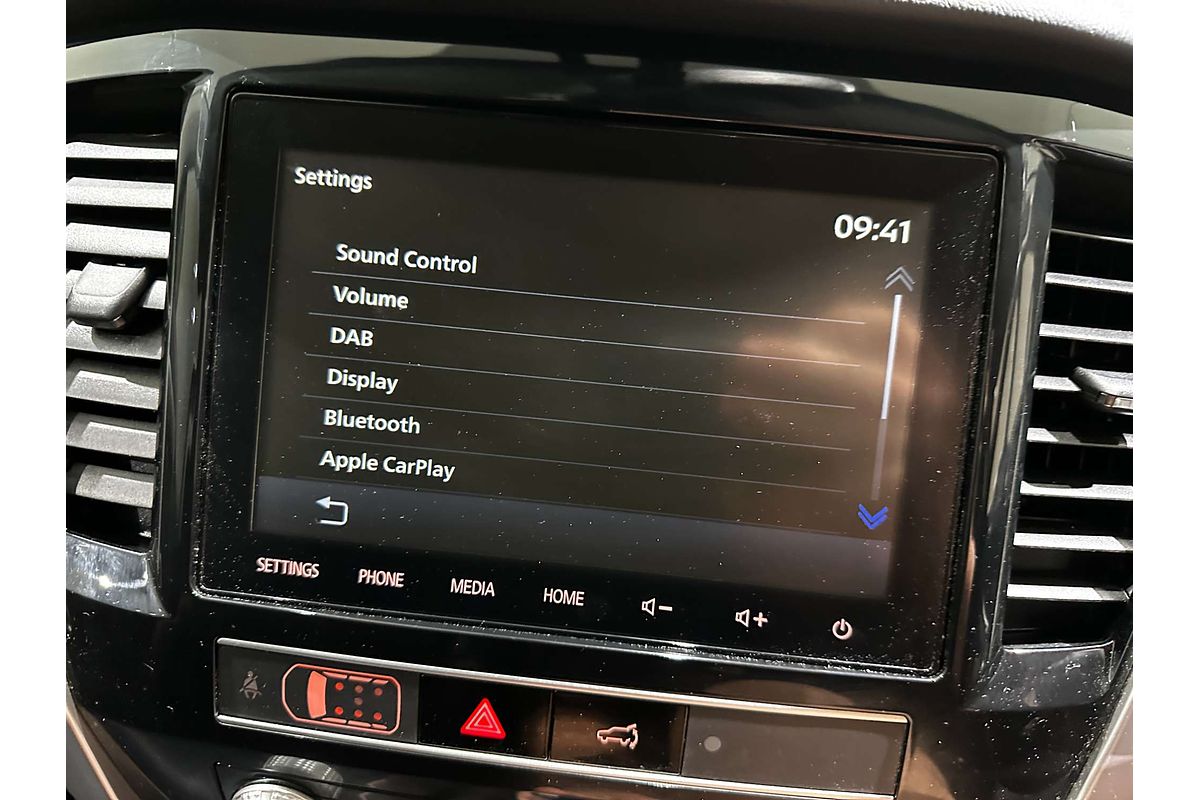 Settings
09:41
Sound Control
Volume
DAB
Display
Bluetooth
Apple CarPlay
SETTINGS PHONE MEDIA HOME